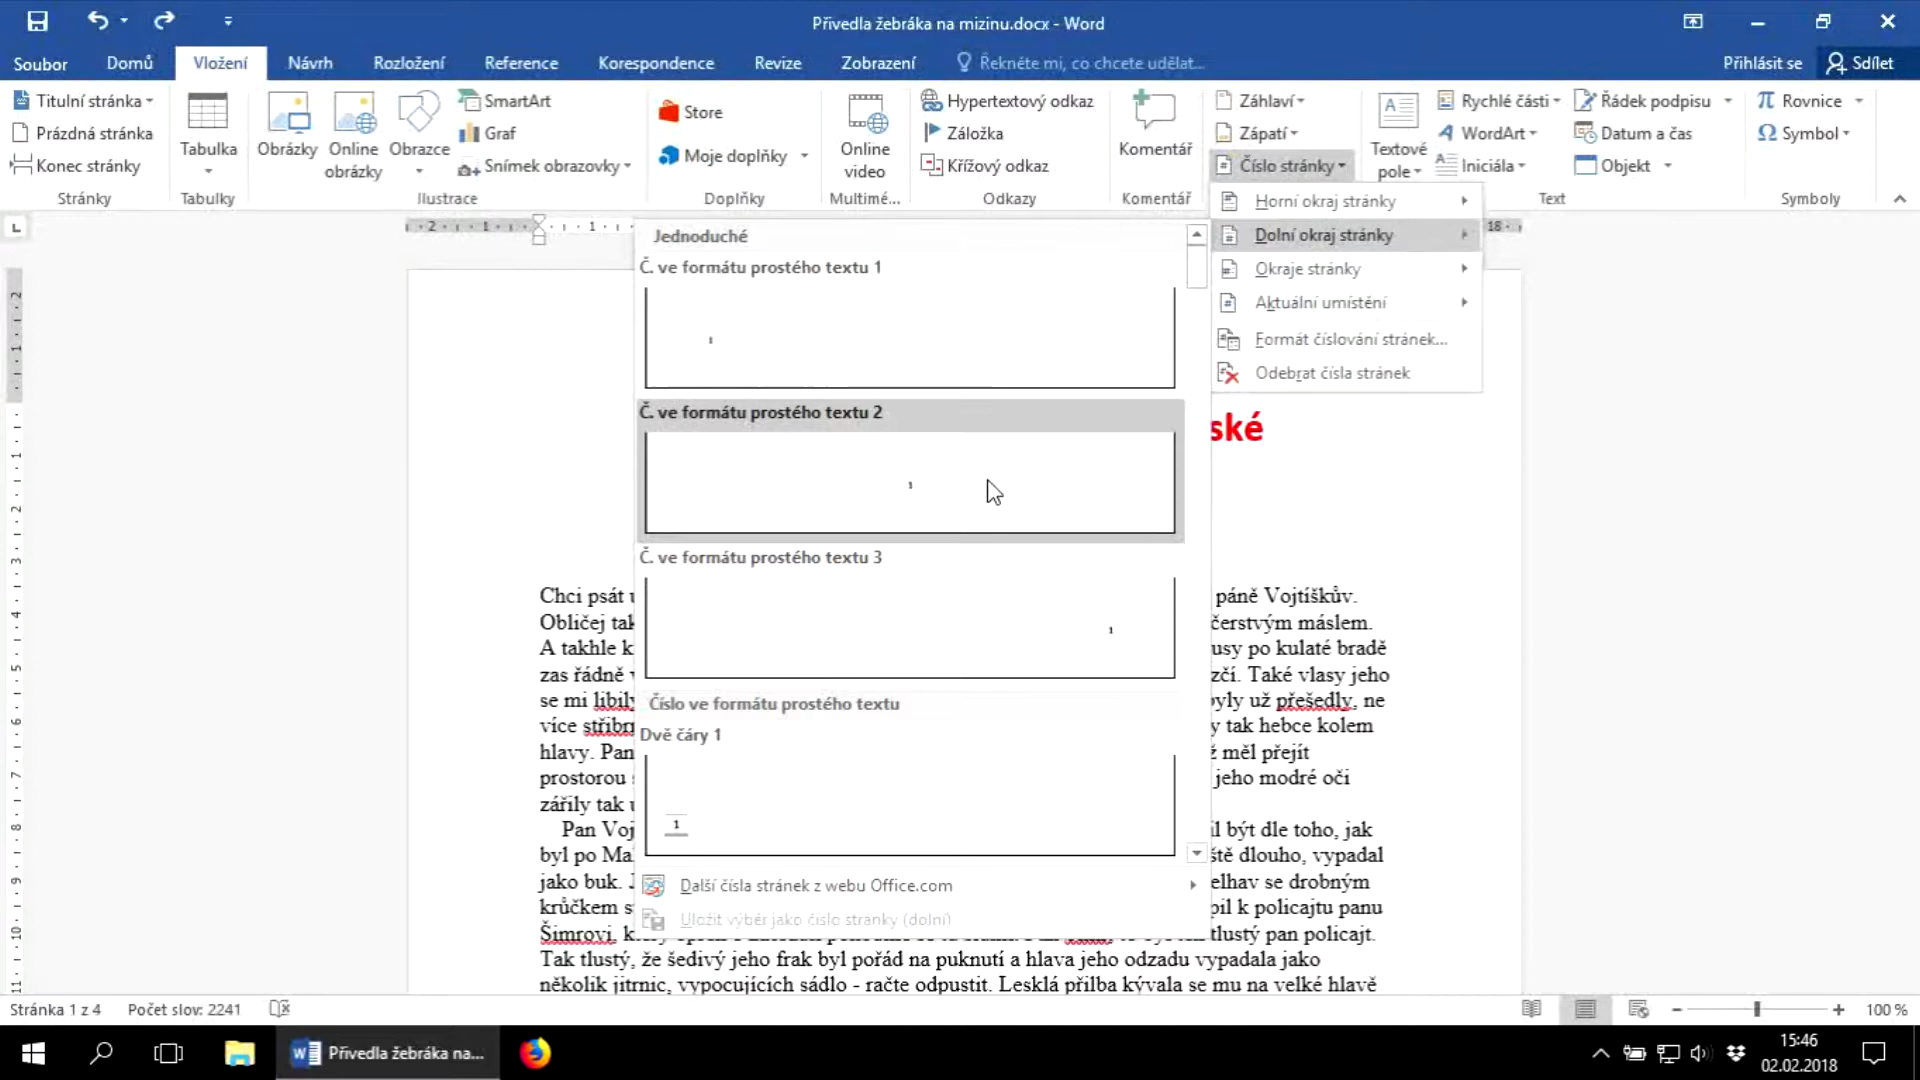 Přivedla žebráka na mizinu.docx - Word
Soubor Domů Vložení Návrh Rozložení Reference Korespondence Revize Zobrazení Řekněte mi, co chcete udělat... Přihlásit se Sdílet
Titulní stránka
Prázdná stránka
Konec stránky
Stránky
Tabulka
Tabulky
Obrázky
Online obrázky
Obrazce
SmartArt
Graf
Snímek obrazovky
Ilustrace
Store
Moje doplňky
Doplňky
Online video
Multimé...
Hypertextový odkaz
Záložka
Křížový odkaz
Odkazy
Komentář
Komentář
Záhlaví
Zápatí
Číslo stránky
Textové pole
Rychlé části
WordArt
Iniciála
Řádek podpisu
Datum a čas
Objekt
Text
Rovnice
Symbol
Symboly
Horní okraj stránky
Dolní okraj stránky
Okraje stránky
Aktuální umístění
Formát číslování stránek...
Odebrat čísla stránek
Jednoduché
Č. ve formátu prostého textu 1
1
Č. ve formátu prostého textu 2
1
Č. ve formátu prostého textu 3
1
Číslo ve formátu prostého textu
Dvě čáry 1
1
Další čísla stránek z webu Office.com
Uložit výběr jako číslo stránky (dolní)
ské
Chci psát páně Vojtíškův.
Obličej čerstvým máslem.
A takhle usy po kulaté bradě
zas řádně Také vlasy jeho
se mi byly už přešedly, ne
více tak hebce kolem
hlavy. Pan měl přejít
prostorou jeho modré oči
zářily tak
Pan být dle toho, jak
byl po dlouho, vypadal
jako buk. se drobným
krůčkem k policajtu panu
Šimrovi, tlustý pan policajt.
Tak tlustý, že šedivý jeho frak byl pořád na puknutí a hlava jeho odzadu vypadala jako
několik jitrnic, vypocujících sádlo - račte odpustit. Lesklá přilba kývala se mu na velké hlavě
Stránka 1 z 4 Počet slov: 2241 100 %
Přivedla žebráka na...
15:46
02.02.2018